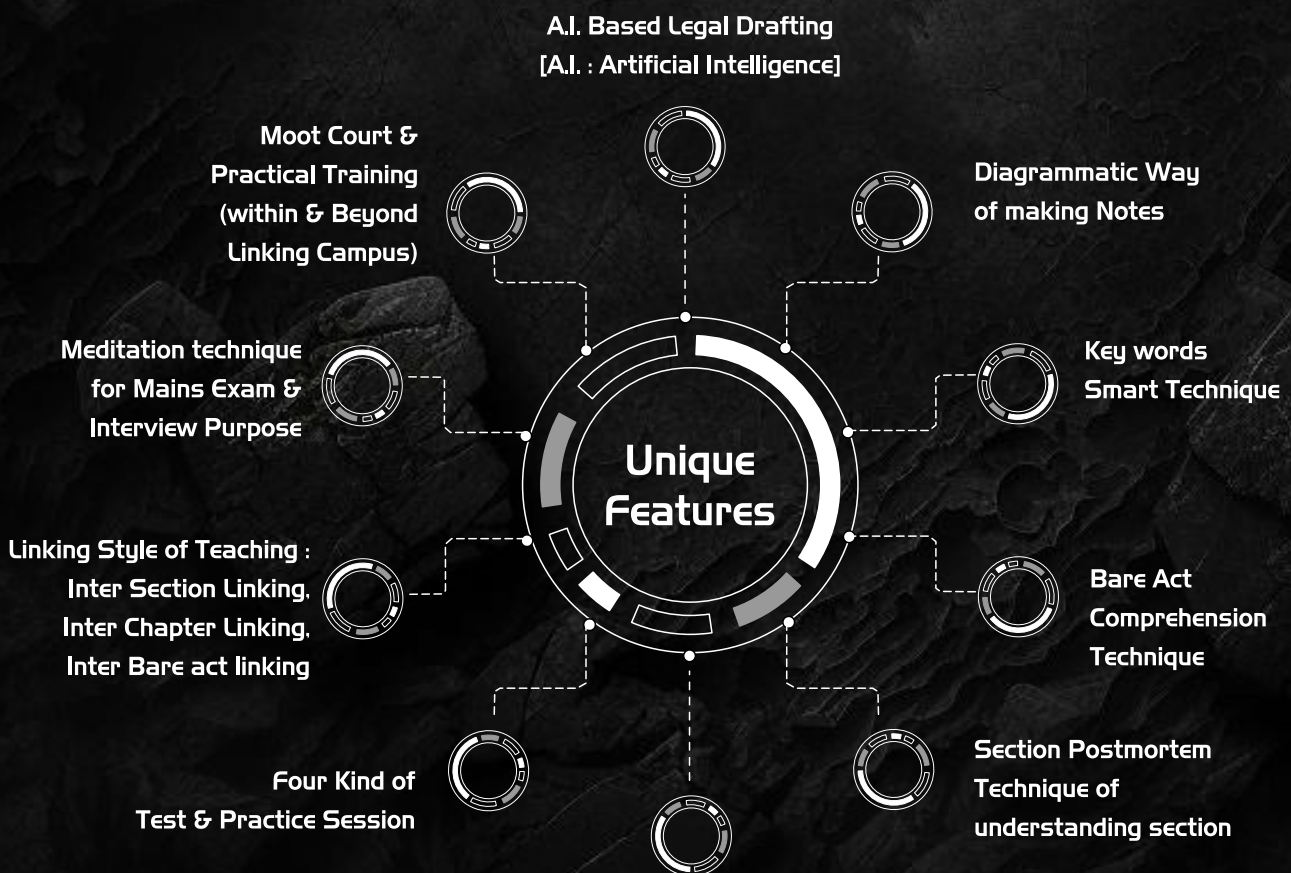 A.I. Based Legal Drafting
[A.I. : Artificial Intelligence]
Moot Court &
Practical Training
(within & Beyond
Linking Campus)
Diagrammatic Way
of making Notes
Meditation technique
for Mains Exam &
Interview Purpose
Key words
Smart Technique
Unique
Features
Linking Style of Teaching :
Inter Section Linking,
Inter Chapter Linking,
Inter Bare act linking
Bare Act
Comprehension
Technique
Four Kind of
Test & Practice Session
Section Postmortem
Technique of
understanding section